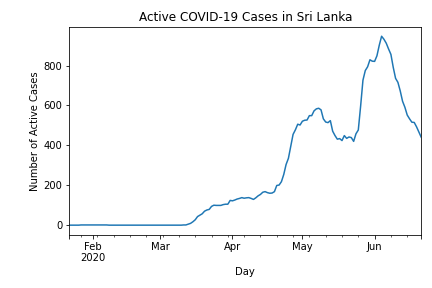 Active COVID-19 Cases in Sri Lanka
Number of Active Cases
800
600
400
200
0
Feb Mar Apr May Jun
2020
Day